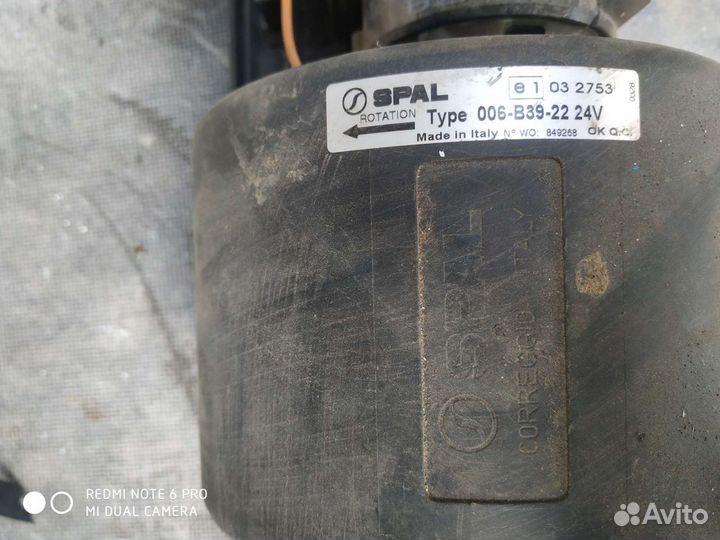 SPAL e1 03 2753
ROTATION Type 006-B39-22 24V
Made in Italy N° WO: 849268 OK Q.C.
SPAL
CORREGGIO ITALY
REDMI NOTE 6 PRO
MI DUAL CAMERA
Avito